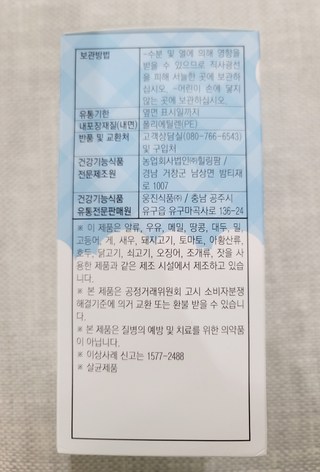 보관방법 -수분 및 열에 의해 영향을
받을 수 있으므로 직사광선
을 피해 서늘한 곳에 보관하
십시오. -어린이 손에 닿지
않는 곳에 보관하십시오.
유통기한 옆면 표시일까지
내포장재질(내면) 폴리에틸렌(PE)
반품 및 교환처 고객상담실(080-766-6543)
및 구입처
건강기능식품 농업회사법인㈜힐링팜 /
전문제조원 경남 거창군 남상면 밤티재
로 1007
건강기능식품 웅진식품㈜ / 충남 공주시
유통전문판매원 유구읍 유구마곡사로 136-24
※ 이 제품은 알류, 우유, 메밀, 땅콩, 대두, 밀,
고등어, 게, 새우, 돼지고기, 토마토, 아황산류,
호두, 닭고기, 쇠고기, 오징어, 조개류, 잣을 사
용한 제품과 같은 제조 시설에서 제조하고 있습
니다.
※ 본 제품은 공정거래위원회 고시 소비자분쟁
해결기준에 의거 교환 또는 환불 받을 수 있습니
다.
※ 본 제품은 질병의 예방 및 치료를 위한 의약품
이 아닙니다.
※ 이상사례 신고는 1577-2488
※ 살균제품